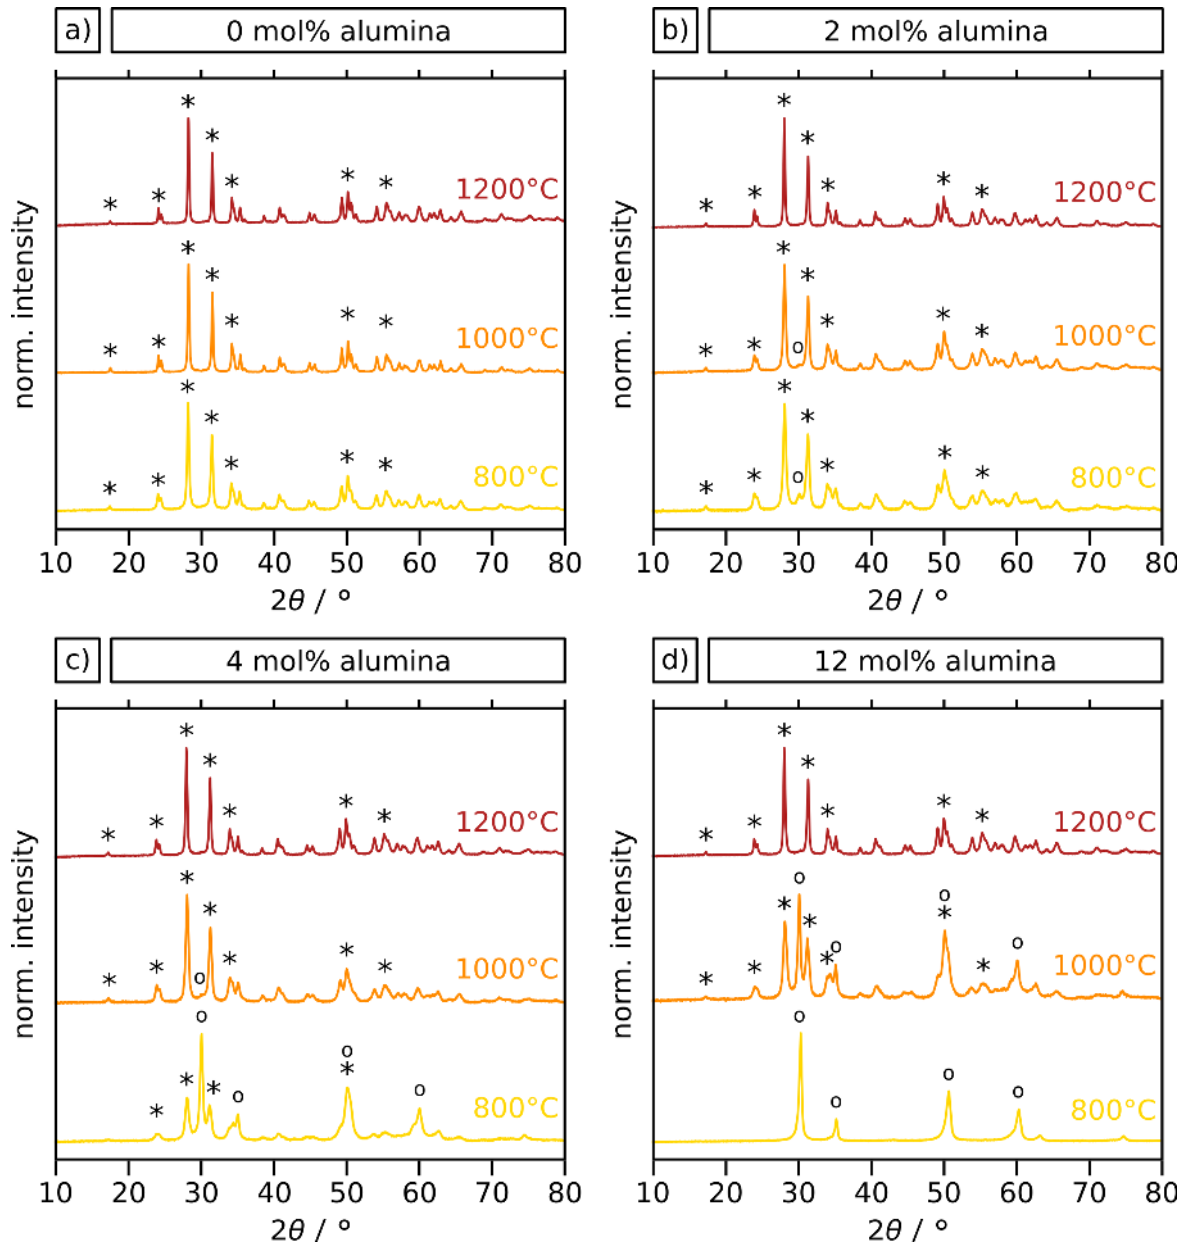 a) 0 mol% alumina
* * * * * * *
1200°C
* * * * * * *
1000°C
* * * * * * *
800°C
norm. intensity
10 20 30 40 50 60 70 80
2θ / °
b) 2 mol% alumina
* * * * * * *
1200°C
* * * o * * * *
1000°C
* * * o * * * *
800°C
norm. intensity
10 20 30 40 50 60 70 80
2θ / °
c) 4 mol% alumina
* * * * * * *
1200°C
* * * o * * * *
1000°C
* * o * o o * o
800°C
norm. intensity
10 20 30 40 50 60 70 80
2θ / °
d) 12 mol% alumina
* * * * * * *
1200°C
* * * o * * o o * * o
1000°C
o o o o
800°C
norm. intensity
10 20 30 40 50 60 70 80
2θ / °